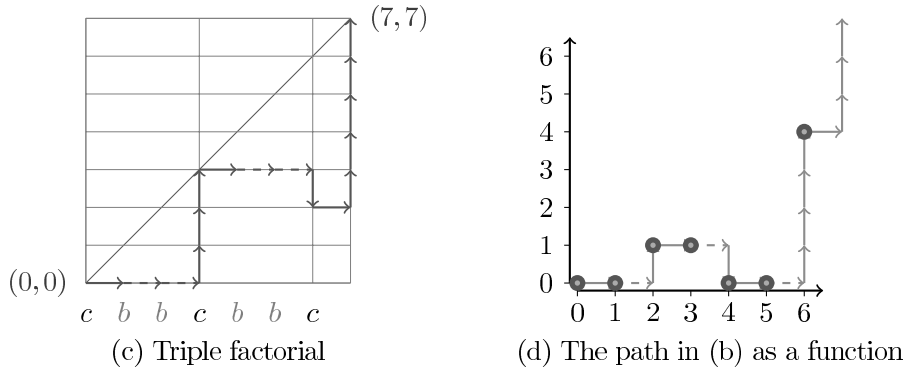 (7, 7)
(0, 0)
c b b c b b c
(c) Triple factorial
6
5
4
3
2
1
0
0 1 2 3 4 5 6
(d) The path in (b) as a function